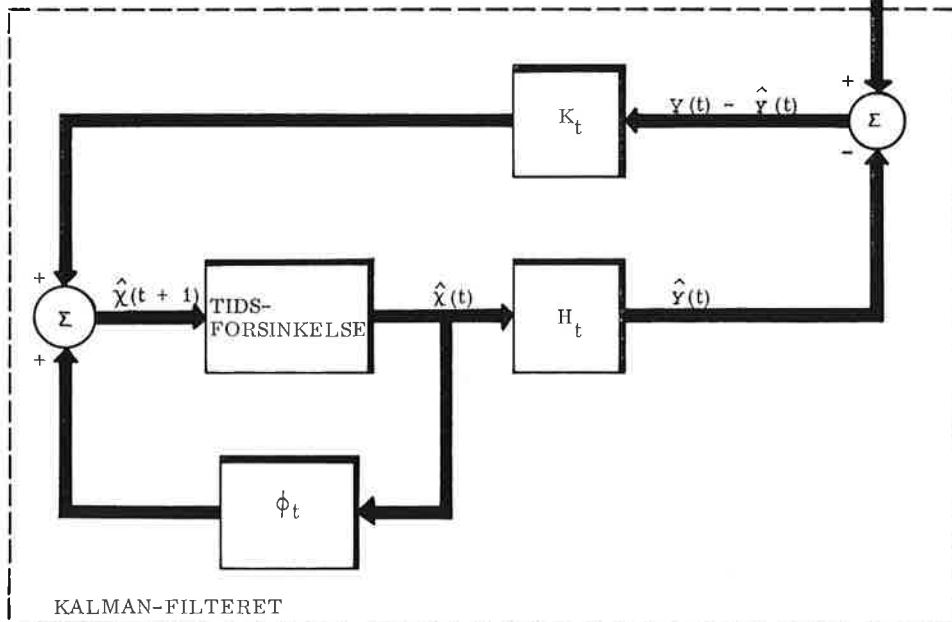 +
K_t
Y(t) - Ŷ(t)
Σ
-
+
χ̂(t + 1)
TIDS-
FORSINKELSE
χ̂(t)
H_t
Ŷ(t)
Σ
+
ϕ_t
KALMAN-FILTERET